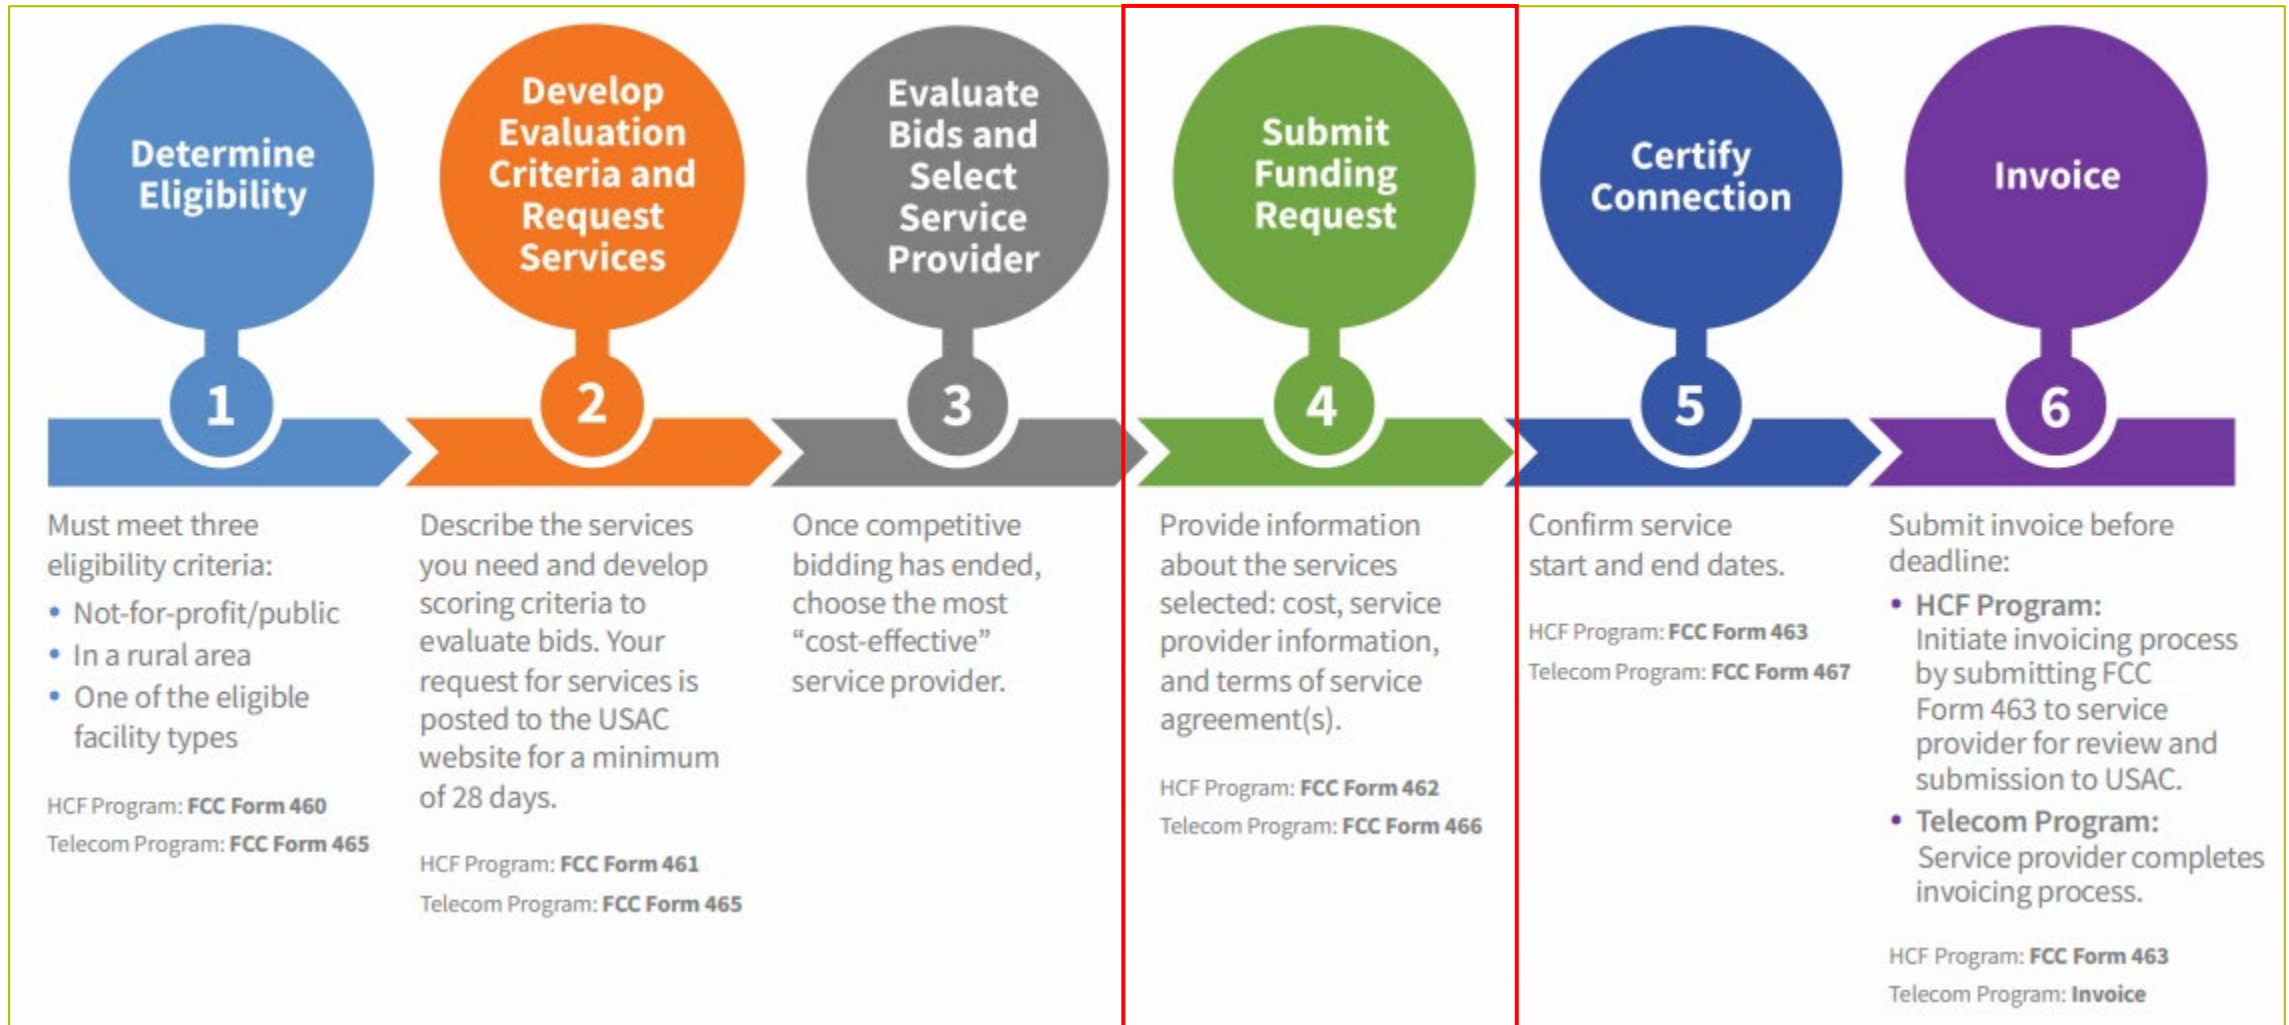 Determine
Eligibility
1
Must meet three
eligibility criteria:
• Not-for-profit/public
• In a rural area
• One of the eligible
facility types
HCF Program: FCC Form 460
Telecom Program: FCC Form 465
Develop
Evaluation
Criteria and
Request
Services
2
Describe the services
you need and develop
scoring criteria to
evaluate bids. Your
request for services is
posted to the USAC
website for a minimum
of 28 days.
HCF Program: FCC Form 461
Telecom Program: FCC Form 465
Evaluate
Bids and
Select
Service
Provider
3
Once competitive
bidding has ended,
choose the most
“cost-effective”
service provider.
Submit
Funding
Request
4
Provide information
about the services
selected: cost, service
provider information,
and terms of service
agreement(s).
HCF Program: FCC Form 462
Telecom Program: FCC Form 466
Certify
Connection
5
Confirm service
start and end dates.
HCF Program: FCC Form 463
Telecom Program: FCC Form 467
Invoice
6
Submit invoice before
deadline:
• HCF Program:
Initiate invoicing process
by submitting FCC
Form 463 to service
provider for review and
submission to USAC.
• Telecom Program:
Service provider completes
invoicing process.
HCF Program: FCC Form 463
Telecom Program: Invoice